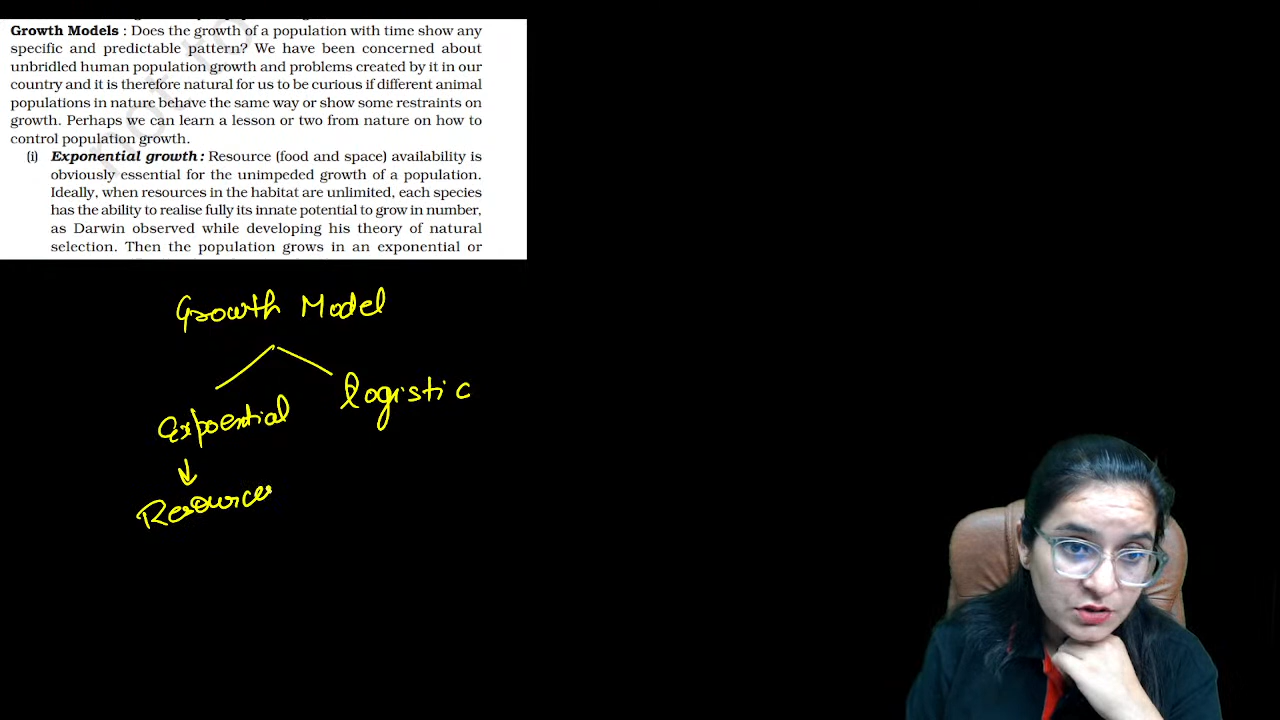 Growth Models : Does the growth of a population with time show any
specific and predictable pattern? We have been concerned about
unbridled human population growth and problems created by it in our
country and it is therefore natural for us to be curious if different animal
populations in nature behave the same way or show some restraints on
growth. Perhaps we can learn a lesson or two from nature on how to
control population growth.
(i) Exponential growth : Resource (food and space) availability is
obviously essential for the unimpeded growth of a population.
Ideally, when resources in the habitat are unlimited, each species
has the ability to realise fully its innate potential to grow in number,
as Darwin observed while developing his theory of natural
selection. Then the population grows in an exponential or
Growth Model
Expoential logistic
Resources